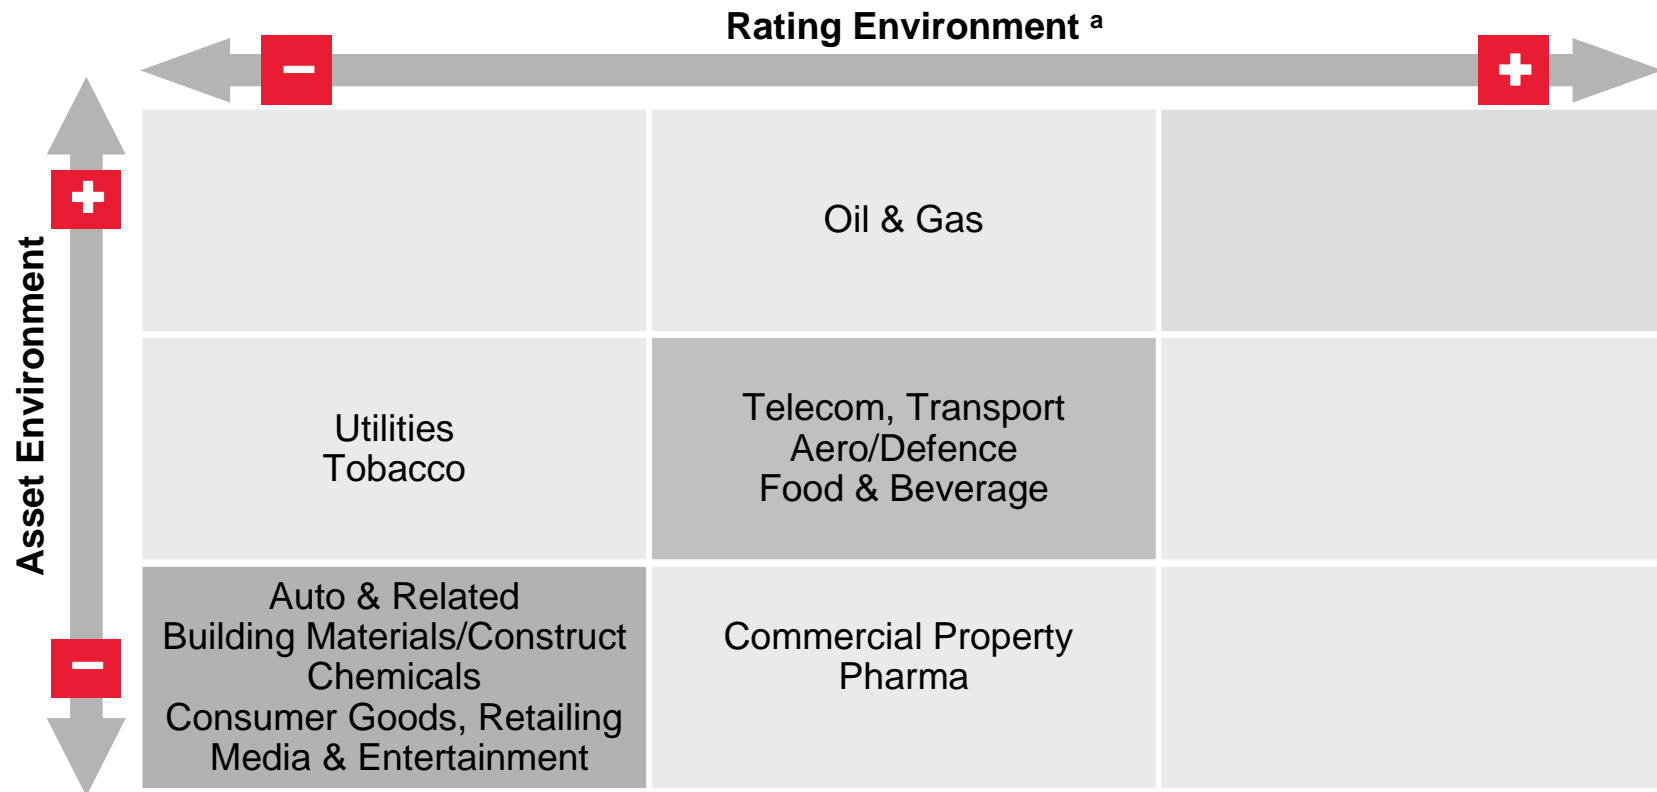 Rating Environment a
− +
+
Oil & Gas
Asset Environment
Utilities
Tobacco
Telecom, Transport
Aero/Defence
Food & Beverage
Auto & Related
Building Materials/Construct
Chemicals
Consumer Goods, Retailing
Media & Entertainment
Commercial Property
Pharma
−